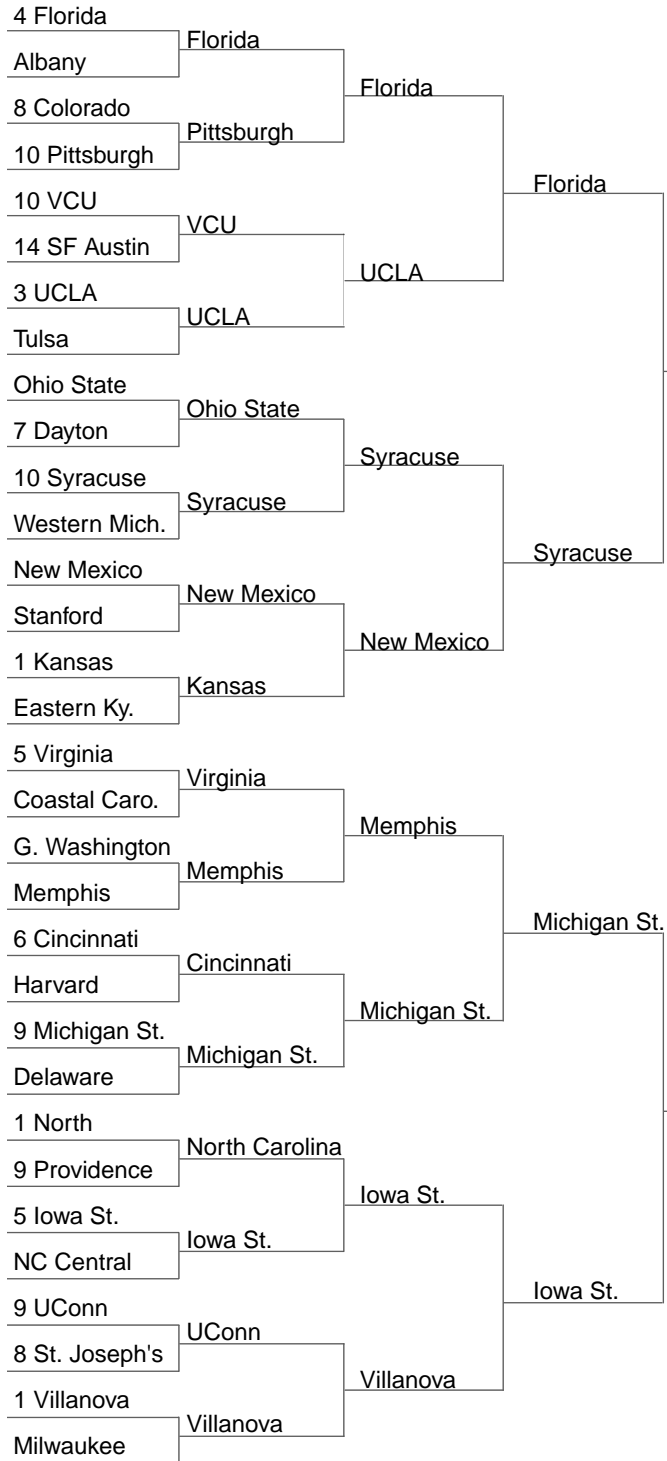 4 Florida
Albany
8 Colorado
10 Pittsburgh
10 VCU
14 SF Austin
3 UCLA
Tulsa
Ohio State
7 Dayton
10 Syracuse
Western Mich.
New Mexico
Stanford
1 Kansas
Eastern Ky.
5 Virginia
Coastal Caro.
G. Washington
Memphis
6 Cincinnati
Harvard
9 Michigan St.
Delaware
1 North
9 Providence
5 Iowa St.
NC Central
9 UConn
8 St. Joseph's
1 Villanova
Milwaukee
Florida
Pittsburgh
VCU
UCLA
Ohio State
Syracuse
New Mexico
Kansas
Virginia
Memphis
Cincinnati
Michigan St.
North Carolina
Iowa St.
UConn
Villanova
Florida
UCLA
Syracuse
New Mexico
Memphis
Michigan St.
Iowa St.
Villanova
Florida
Syracuse
Michigan St.
Iowa St.